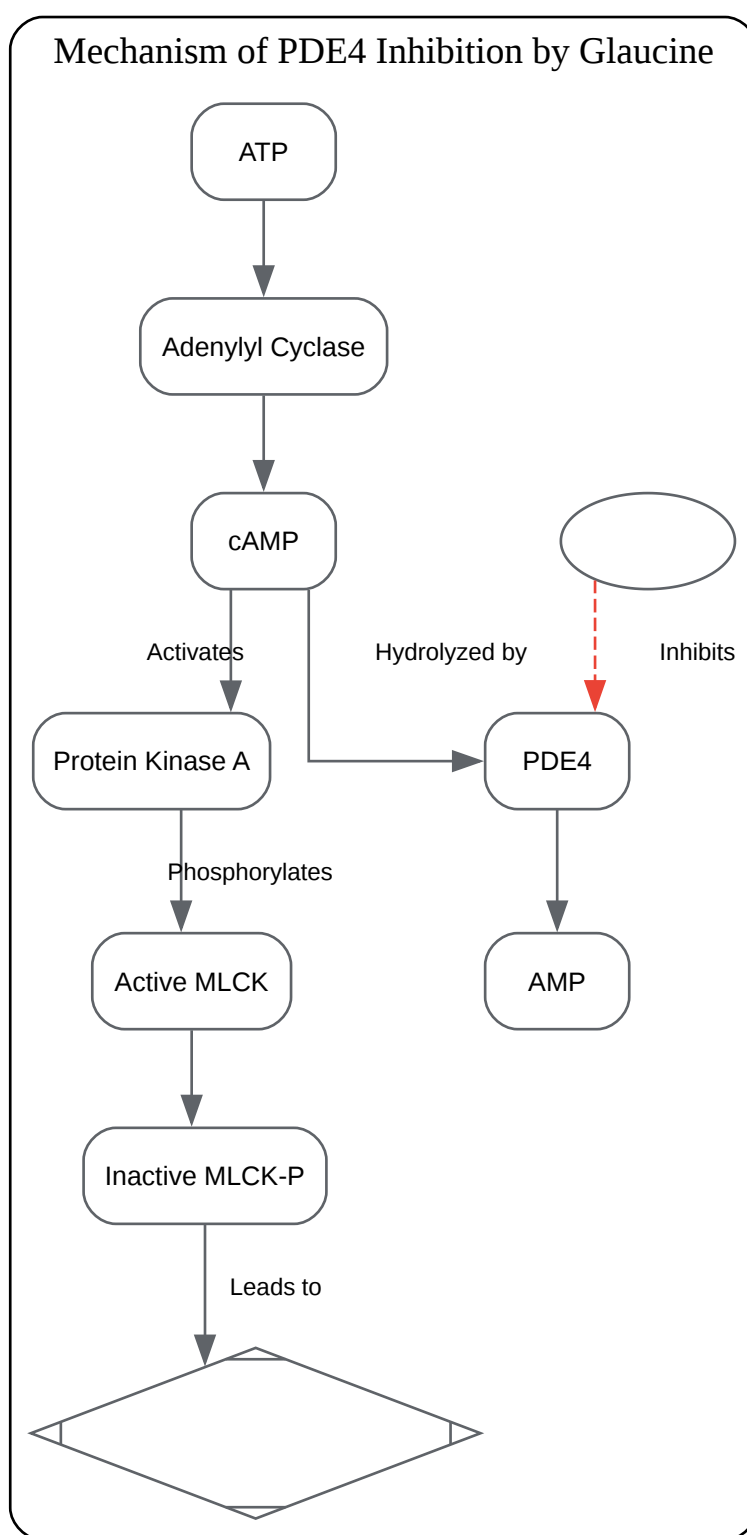 Mechanism of PDE4 Inhibition by Glaucine
ATP
Adenylyl Cyclase
cAMP
Activates
Hydrolyzed by
Inhibits
Protein Kinase A
PDE4
Phosphorylates
Active MLCK
AMP
Inactive MLCK-P
Leads to